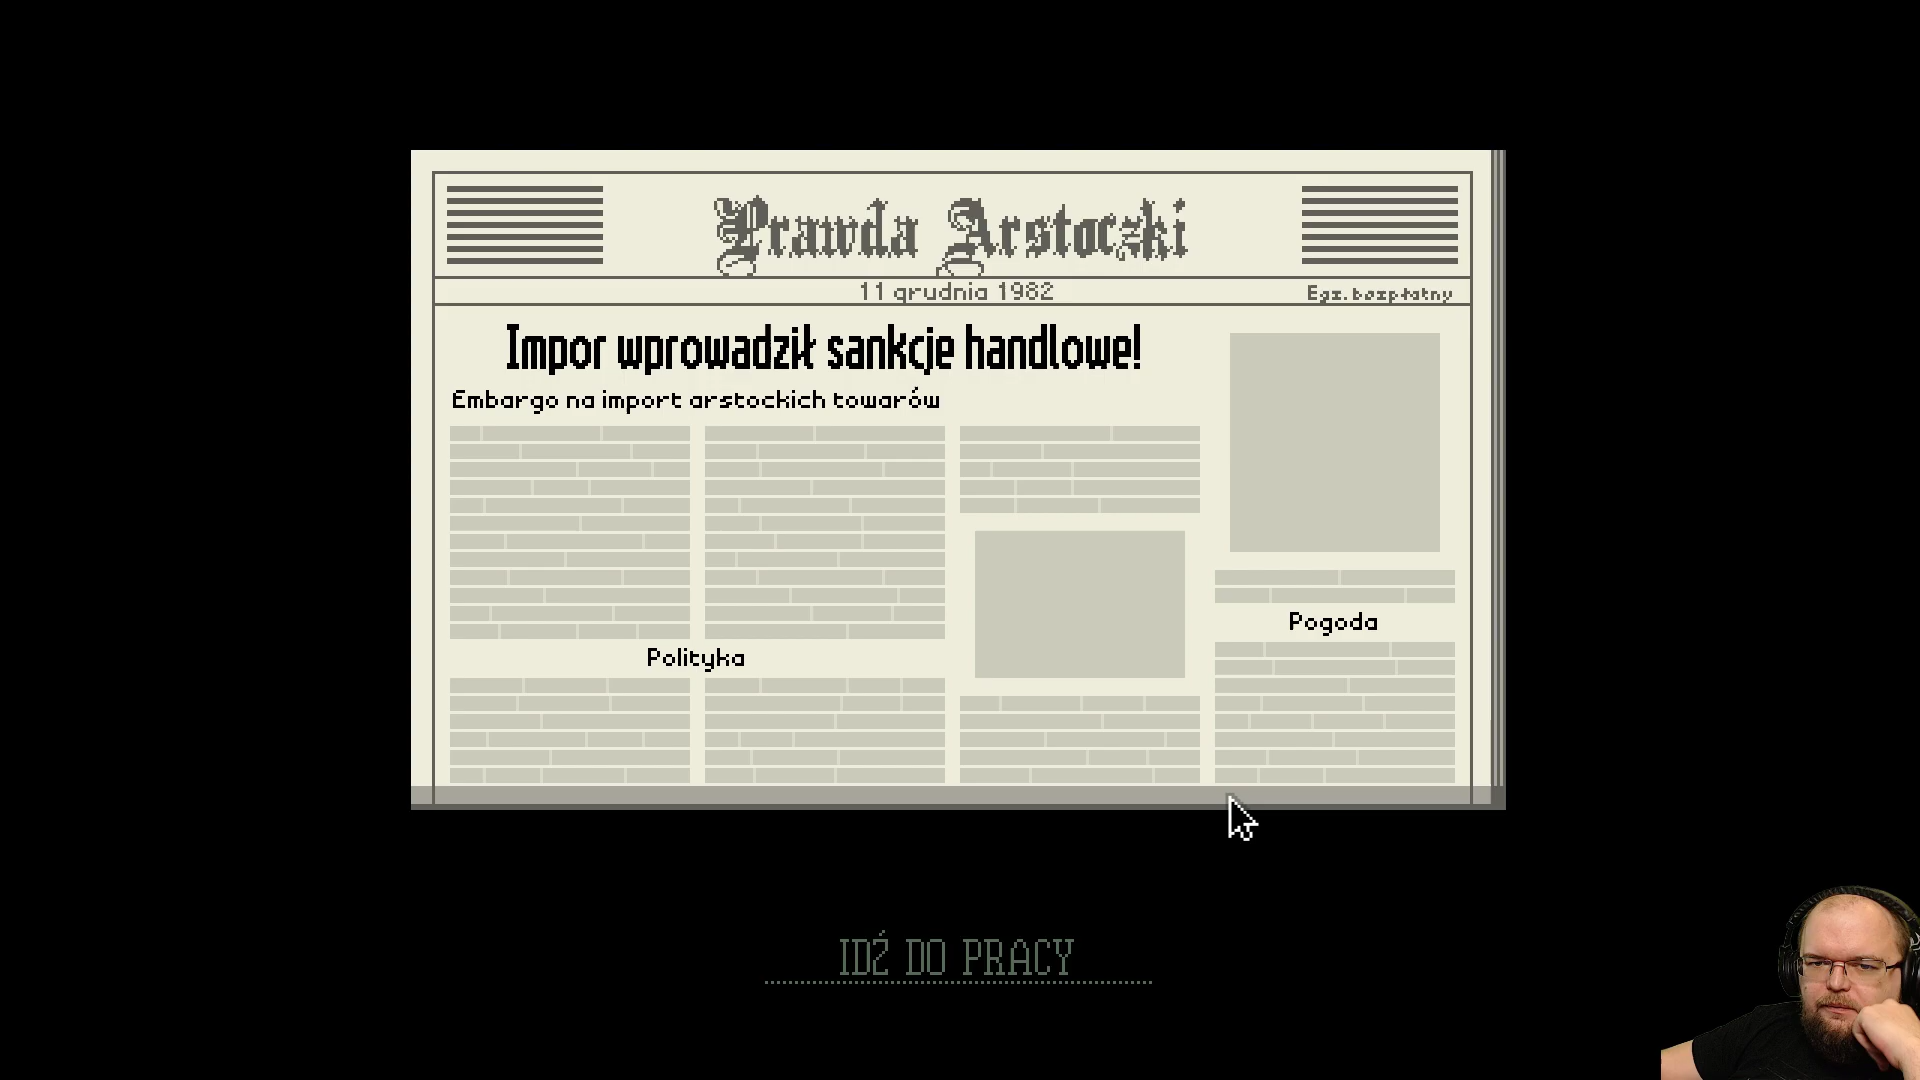 Prawda Arstoczki
11 grudnia 1982
Egz. bezpłatny
Impor wprowadził sankcje handlowe!
Embargo na import arstockich towarów
Polityka
Pogoda
IDŹ DO PRACY